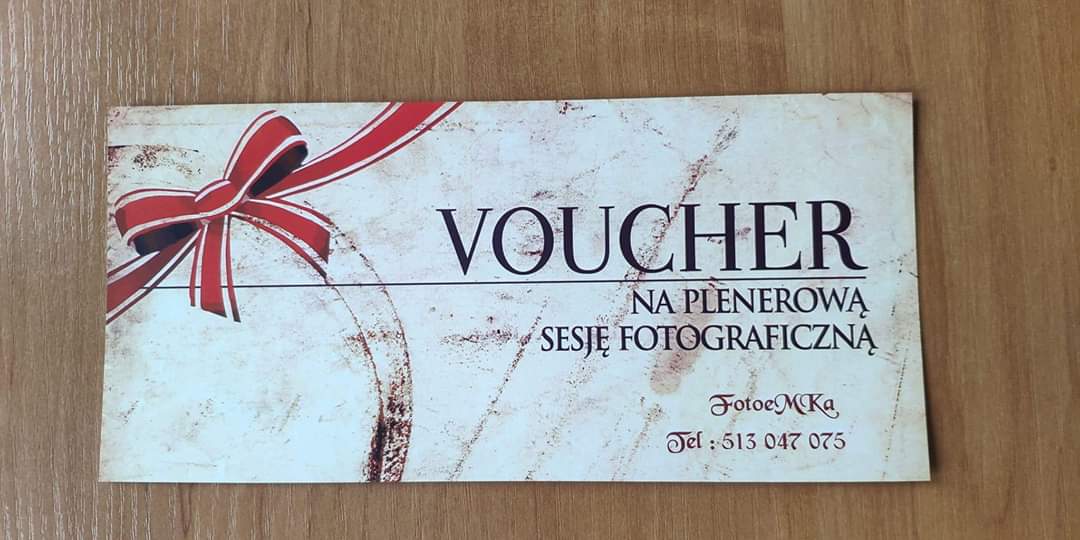 VOUCHER
NA PLENEROWĄ
SESJĘ FOTOGRAFICZNĄ
FotoeMKa
Tel : 513 047 075